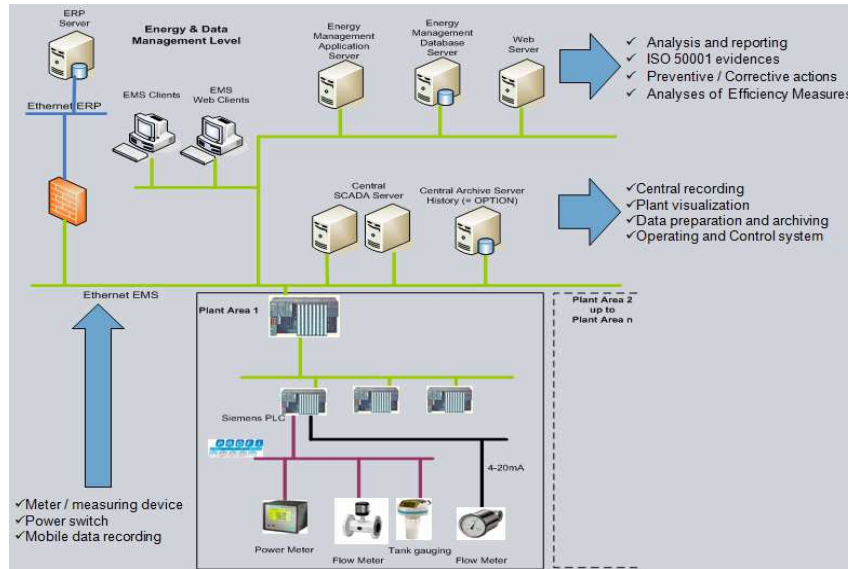 ERP
Server
Energy & Data
Management Level
Energy
Management
Application
Server
Energy
Management
Database
Server
Web
Server
✓ Analysis and reporting
✓ ISO 50001 evidences
✓ Preventive / Corrective actions
✓ Analyses of Efficiency Measures
EMS Clients
EMS
Web Clients
Ethernet ERP
Central
SCADA Server
Central Archive Server
History (= OPTION)
✓Central recording
✓Plant visualization
✓Data preparation and archiving
✓Operating and Control system
Ethernet EMS
Plant Area 1
Plant Area 2
up to
Plant Area n
Siemens PLC
4-20mA
✓Meter / measuring device
✓Power switch
✓Mobile data recording
Power Meter
Flow Meter
Tank gauging
Flow Meter